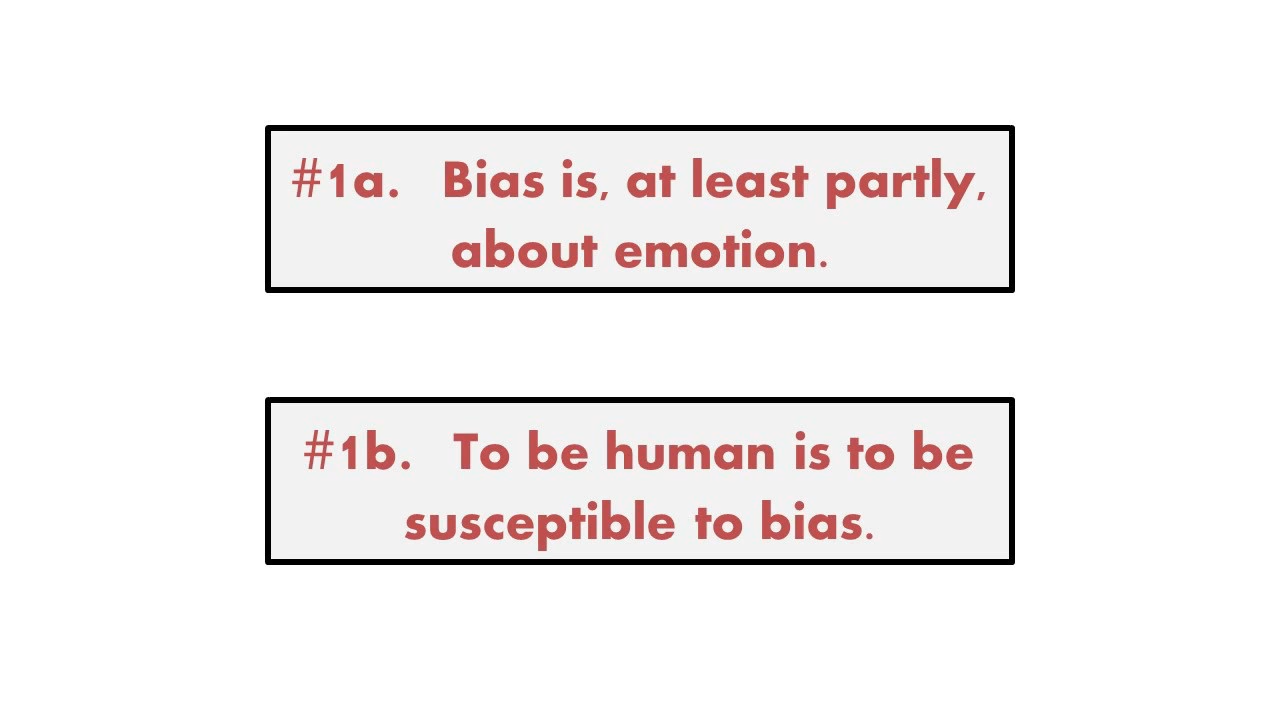 #1a. Bias is, at least partly,
about emotion.
#1b. To be human is to be
susceptible to bias.